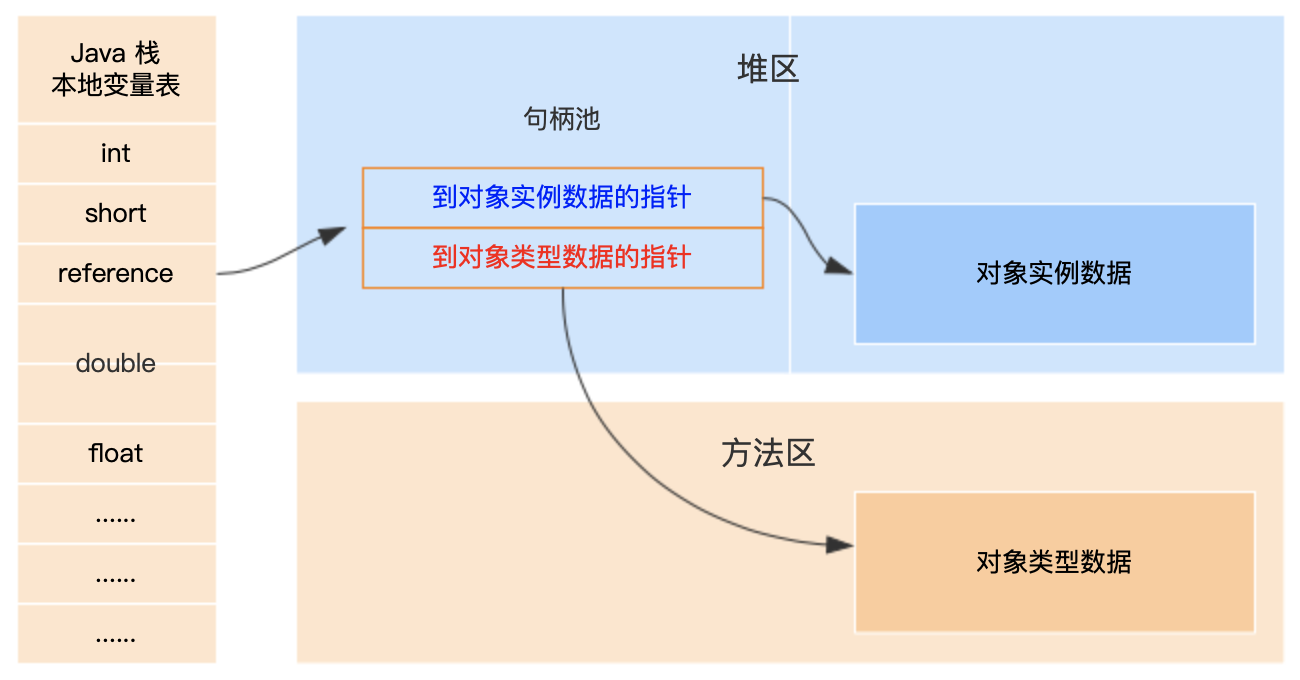 Java 栈
本地变量表
int
short
reference
double
float
......
......
......
堆区
句柄池
到对象实例数据的指针
到对象类型数据的指针
对象实例数据
方法区
对象类型数据